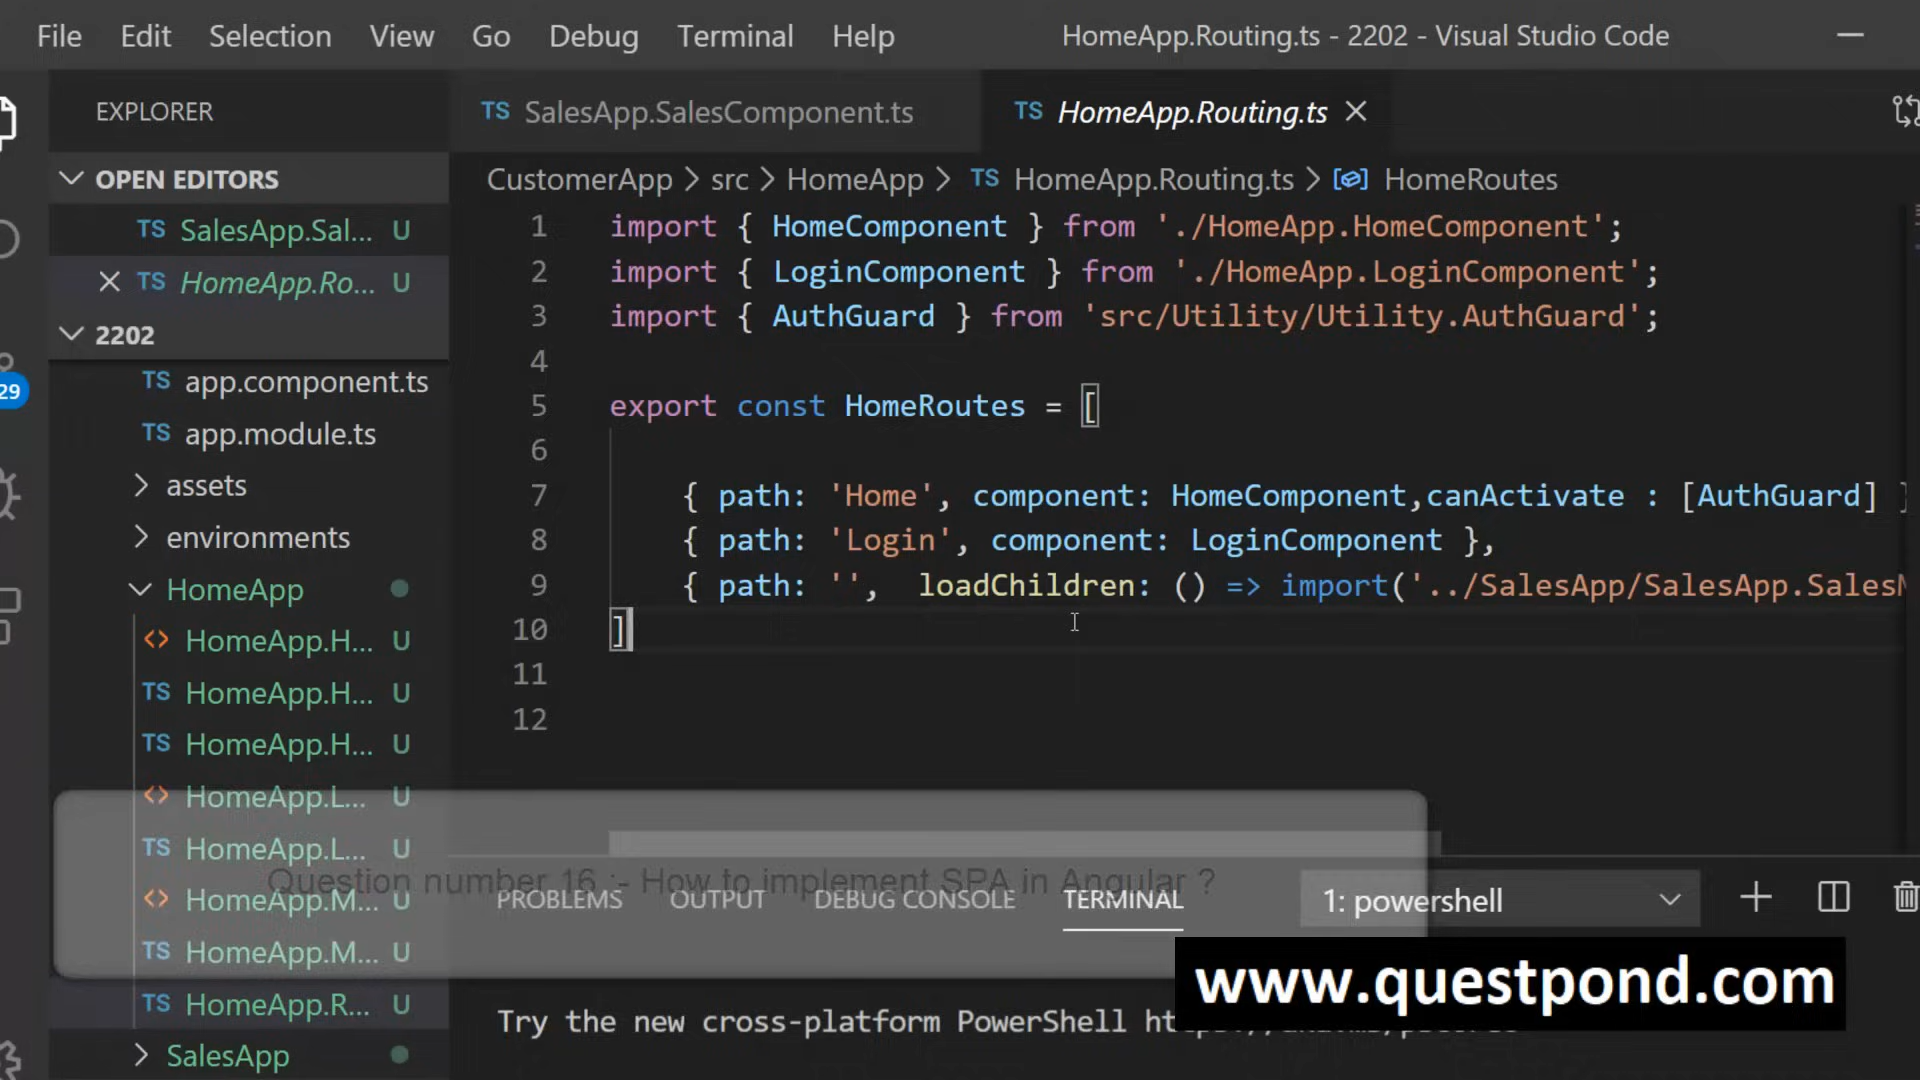 File Edit Selection View Go Debug Terminal Help HomeApp.Routing.ts - 2202 - Visual Studio Code
EXPLORER
TS SalesApp.SalesComponent.ts TS HomeApp.Routing.ts
OPEN EDITORS
CustomerApp > src > HomeApp > TS HomeApp.Routing.ts > HomeRoutes
TS SalesApp.Sal... U
TS HomeApp.Ro... U
2202
29
TS app.component.ts
TS app.module.ts
> assets
> environments
HomeApp
<> HomeApp.H... U
TS HomeApp.H... U
TS HomeApp.H... U
<> HomeApp.L... U
TS HomeApp.L... U
<> HomeApp.M... U
TS HomeApp.M... U
TS HomeApp.R... U
> SalesApp
1 import { HomeComponent } from './HomeApp.HomeComponent';
2 import { LoginComponent } from './HomeApp.LoginComponent';
3 import { AuthGuard } from 'src/Utility/Utility.AuthGuard';
4
5 export const HomeRoutes = [
6
7 { path: 'Home', component: HomeComponent,canActivate : [AuthGuard] }
8 { path: 'Login', component: LoginComponent },
9 { path: '', loadChildren: () => import('../SalesApp/SalesApp.Sales
10 ]
11
12
Question number 16 :- How to implement SPA in Angular ?
PROBLEMS OUTPUT DEBUG CONSOLE TERMINAL 1: powershell
www.questpond.com
Try the new cross-platform PowerShell